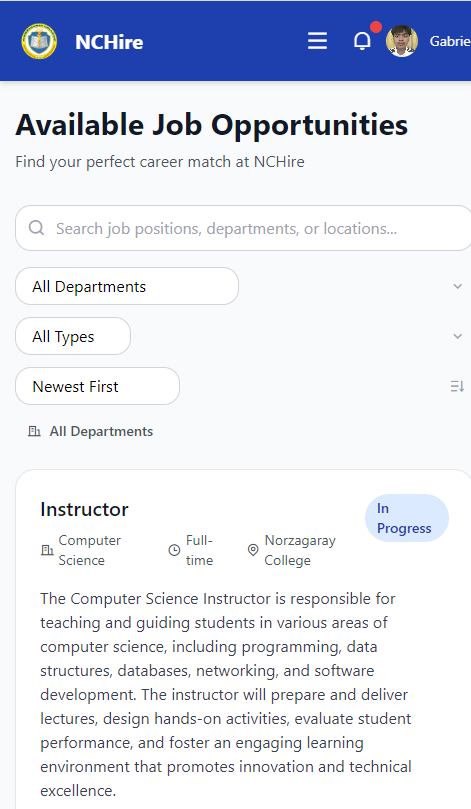 NCHire
Gabrie
Available Job Opportunities
Find your perfect career match at NCHire
Search job positions, departments, or locations...
All Departments
All Types
Newest First
All Departments
Instructor
In
Progress
Computer
Science
Full-
time
Norzagaray
College
The Computer Science Instructor is responsible for
teaching and guiding students in various areas of
computer science, including programming, data
structures, databases, networking, and software
development. The instructor will prepare and deliver
lectures, design hands-on activities, evaluate student
performance, and foster an engaging learning
environment that promotes innovation and technical
excellence.